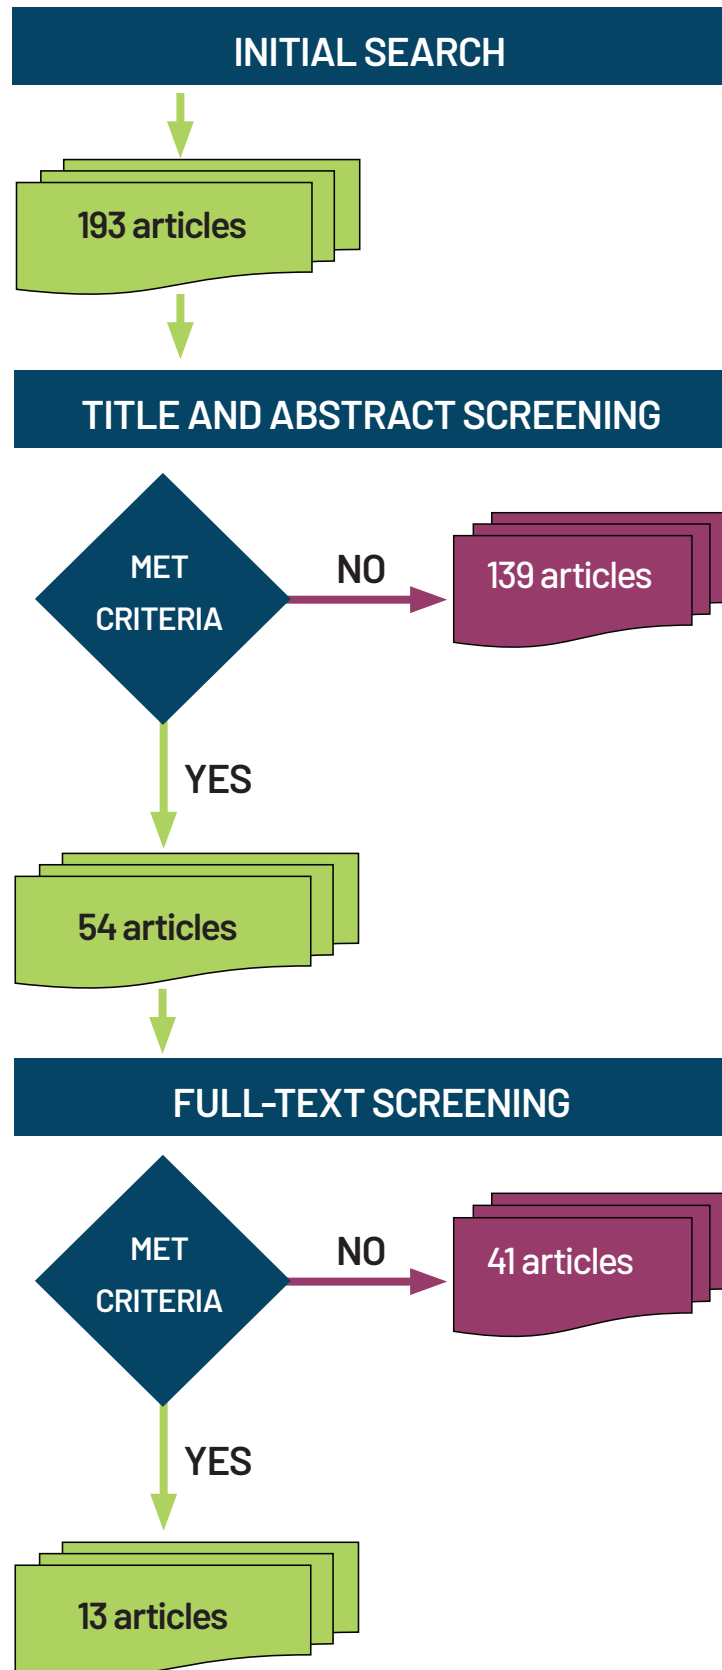 INITIAL SEARCH
193 articles
TITLE AND ABSTRACT SCREENING
MET
CRITERIA
NO
139 articles
YES
54 articles
FULL-TEXT SCREENING
MET
CRITERIA
NO
41 articles
YES
13 articles